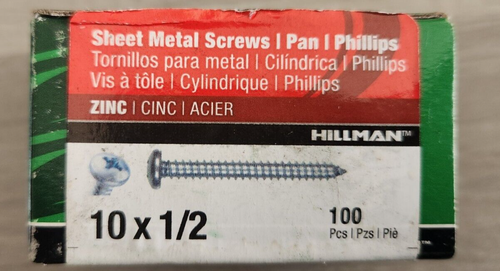 Sheet Metal Screws | Pan | Phillips
Tornillos para metal | Cilíndrica | Phillips
Vis à tôle | Cylindrique | Phillips
ZINC | CINC | ACIER
HILLMAN™
10 x 1/2
100
Pcs | Pzs | Piè